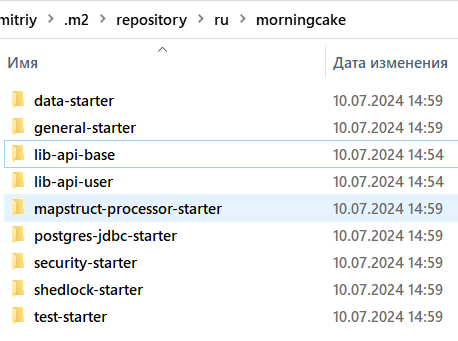 mitriy > .m2 > repository > ru > morningcake
Имя Дата изменения
data-starter 10.07.2024 14:59
general-starter 10.07.2024 14:59
lib-api-base 10.07.2024 14:54
lib-api-user 10.07.2024 14:54
mapstruct-processor-starter 10.07.2024 14:59
postgres-jdbc-starter 10.07.2024 14:59
security-starter 10.07.2024 14:59
shedlock-starter 10.07.2024 14:59
test-starter 10.07.2024 14:59